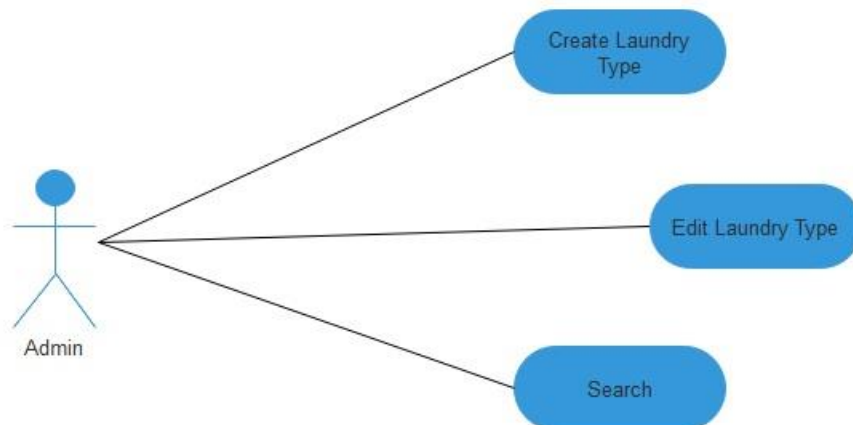 Create Laundry
Type
Edit Laundry Type
Admin
Search